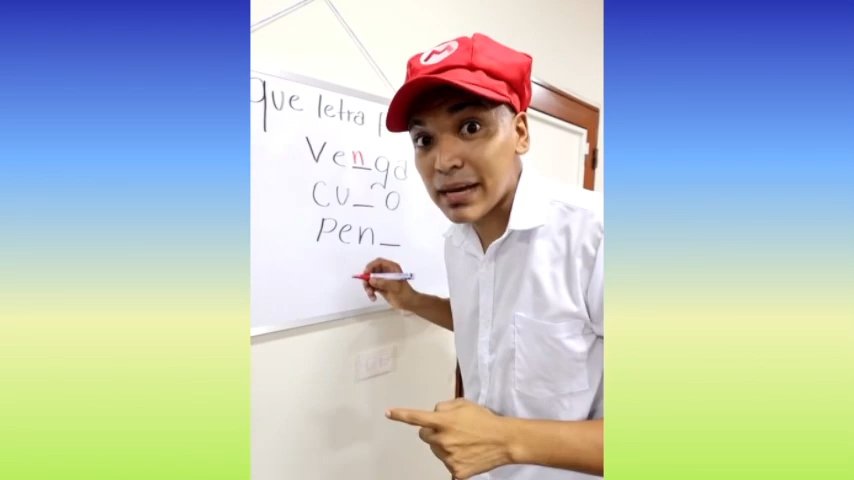 que letra
Venga
cu_o
pen_
M